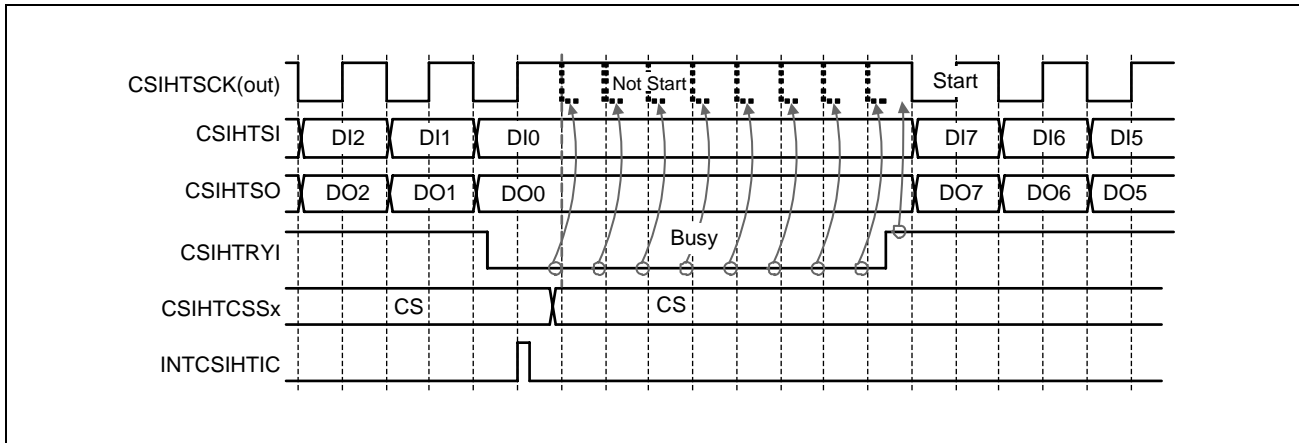 CSIHTSCK(out) Not Start Start
CSIHTSI DI2 DI1 DI0 DI7 DI6 DI5
CSIHTSO DO2 DO1 DO0 DO7 DO6 DO5
CSIHTRYI Busy
CSIHTCSSx CS CS
INTCSIHTIC